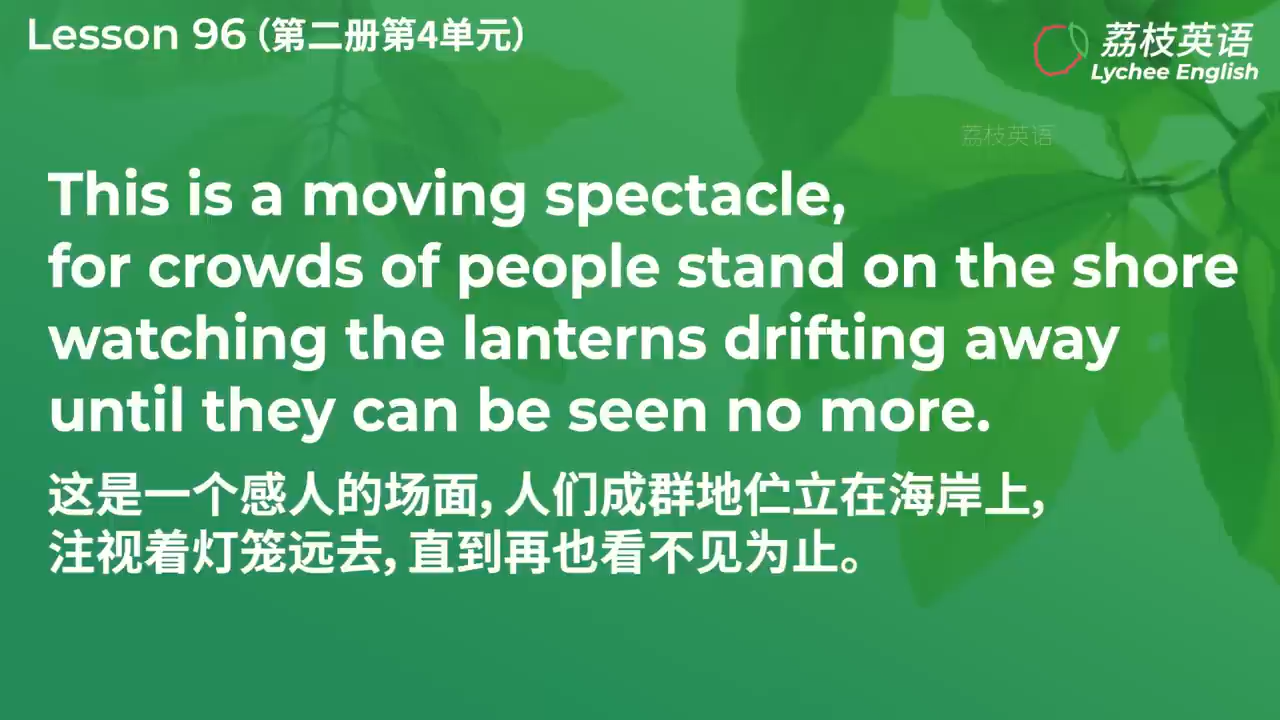 Lesson 96 (第二册第4单元)
荔枝英语
Lychee English
荔枝英语
This is a moving spectacle,
for crowds of people stand on the shore
watching the lanterns drifting away
until they can be seen no more.
这是一个感人的场面, 人们成群地伫立在海岸上,
注视着灯笼远去, 直到再也看不见为止。